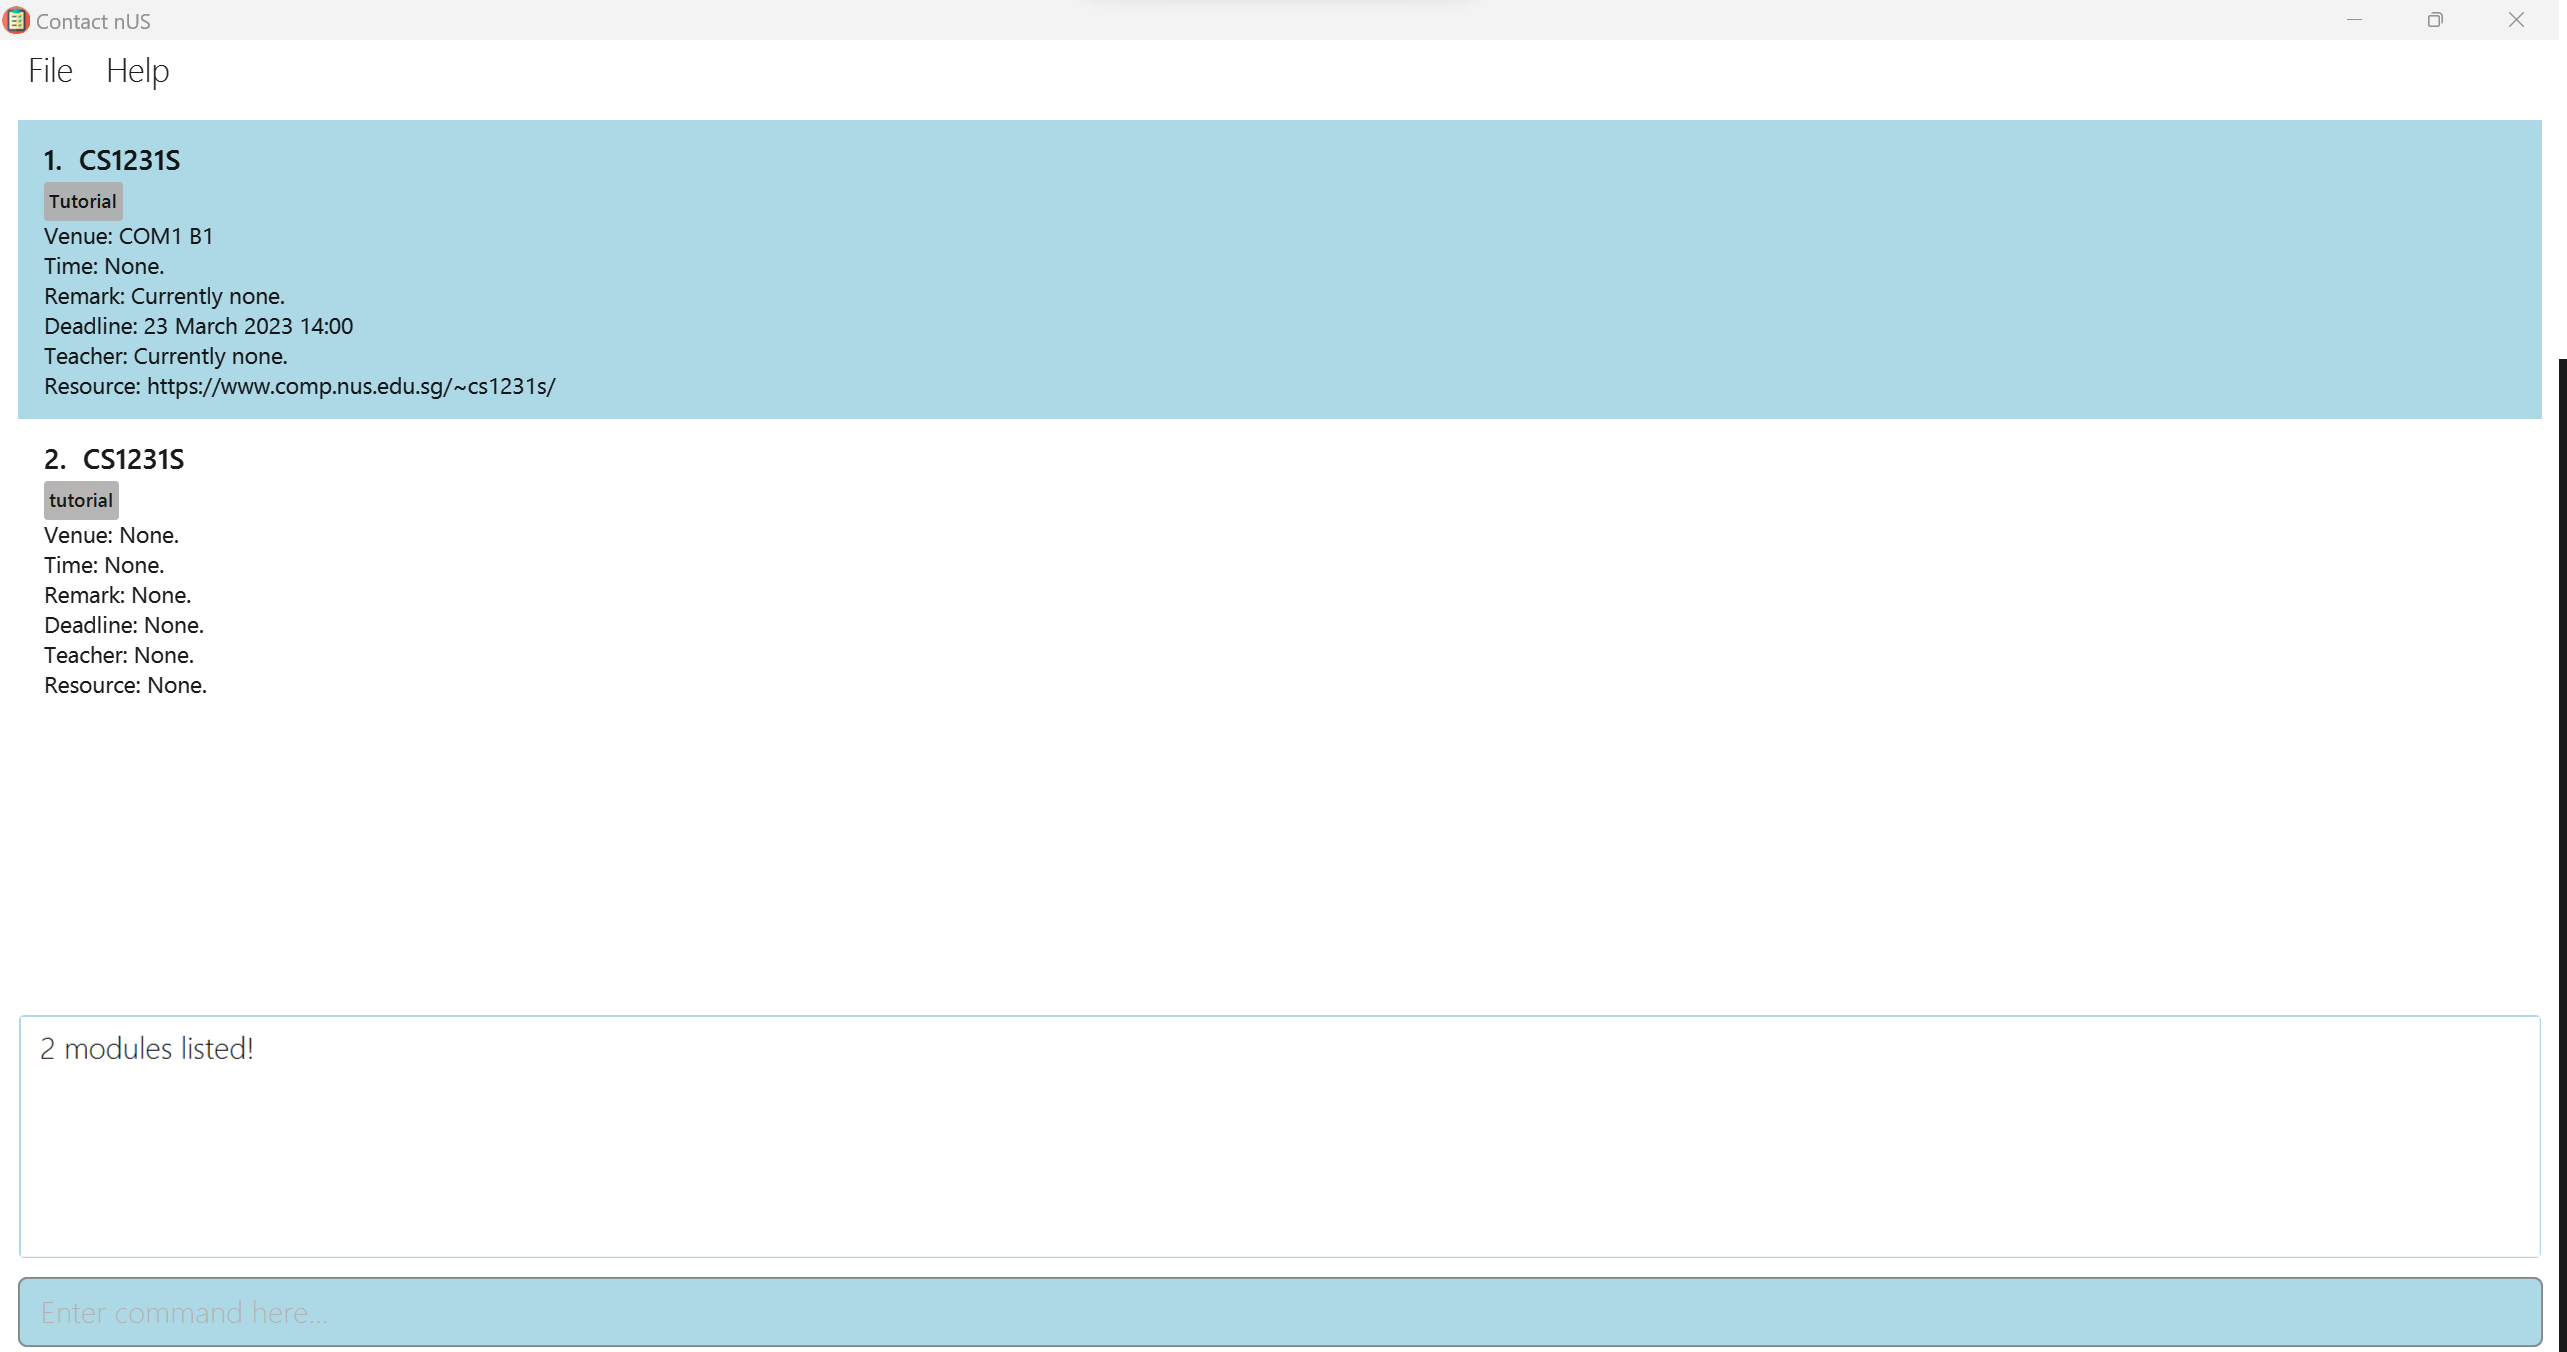 Contact nUS
File Help
1. CS1231S
Tutorial
Venue: COM1 B1
Time: None.
Remark: Currently none.
Deadline: 23 March 2023 14:00
Teacher: Currently none.
Resource: https://www.comp.nus.edu.sg/~cs1231s/
2. CS1231S
tutorial
Venue: None.
Time: None.
Remark: None.
Deadline: None.
Teacher: None.
Resource: None.
2 modules listed!
Enter command here...